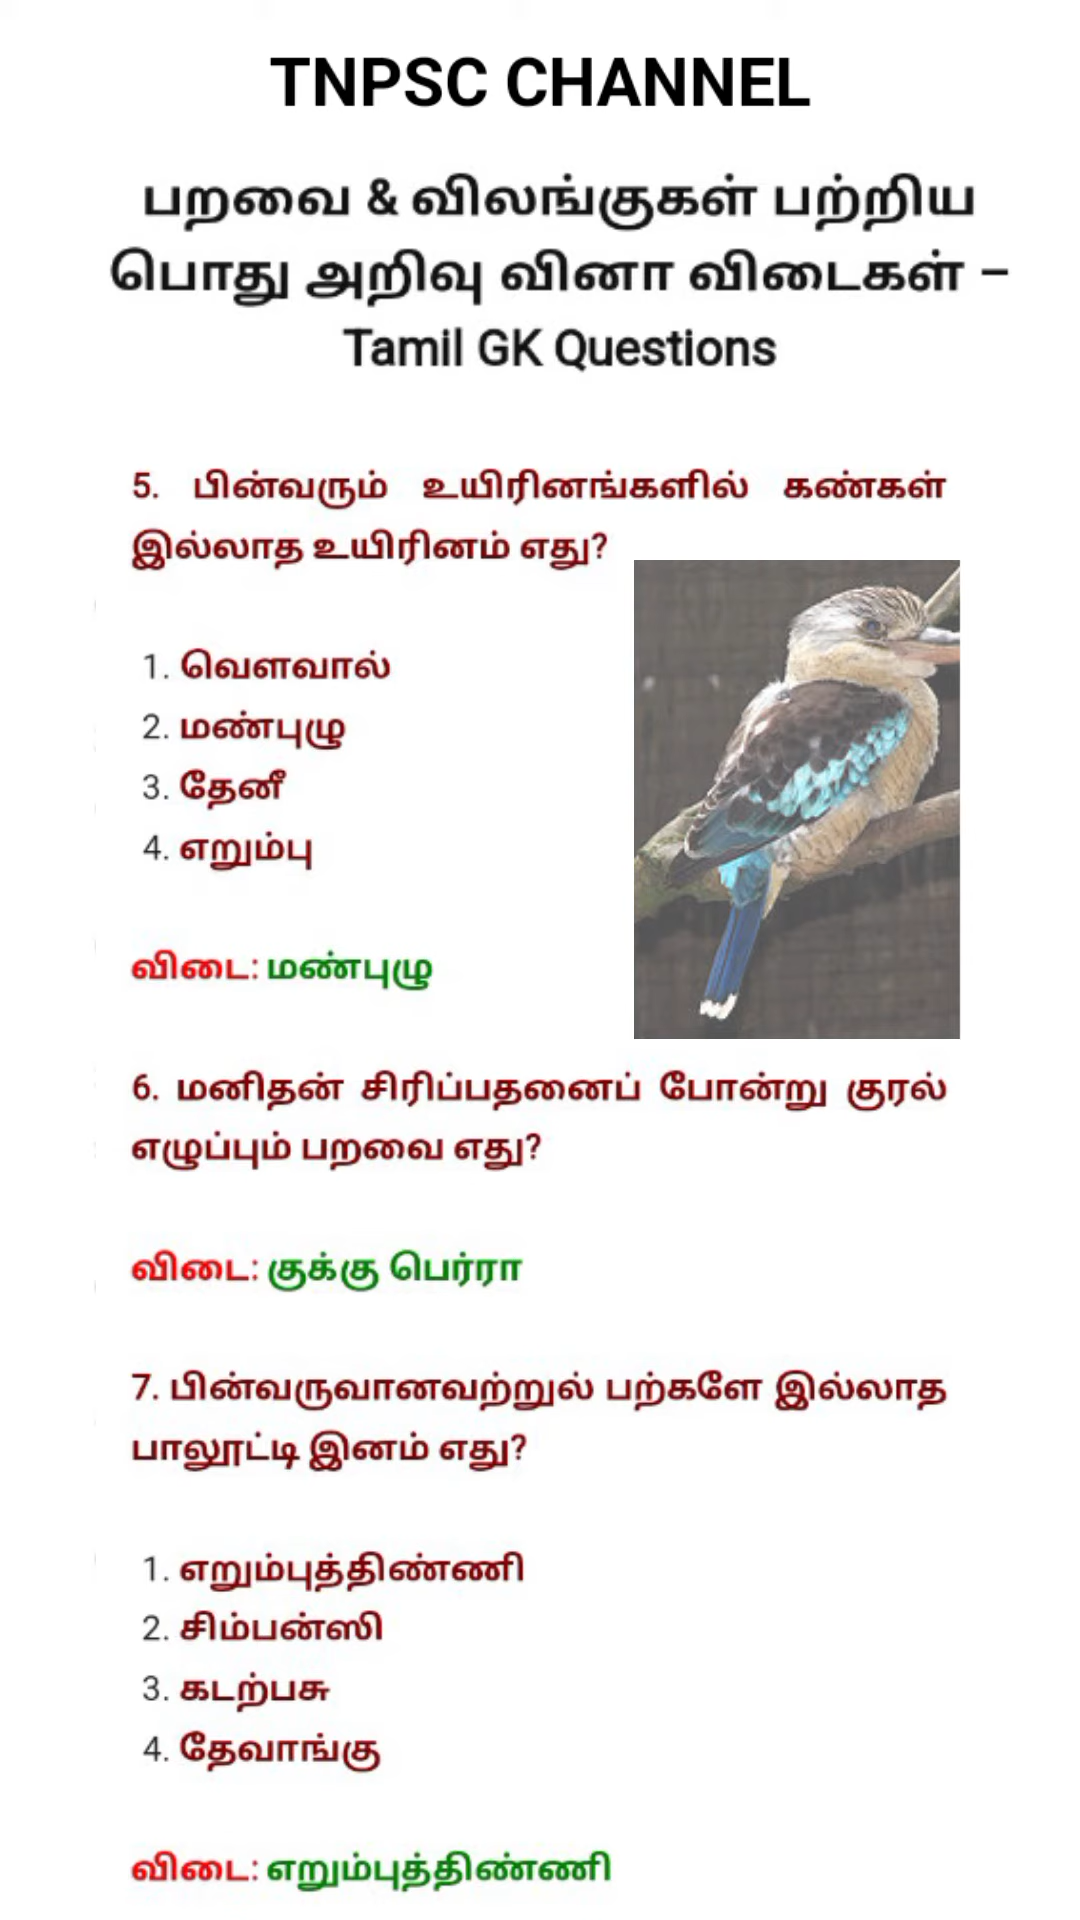 TNPSC CHANNEL
பறவை & விலங்குகள் பற்றிய
பொது அறிவு வினா விடைகள் –
Tamil GK Questions
5. பின்வரும் உயிரினங்களில் கண்கள்
இல்லாத உயிரினம் எது?
1. வௌவால்
2. மண்புழு
3. தேனீ
4. எறும்பு
விடை: மண்புழு
6. மனிதன் சிரிப்பதனைப் போன்று குரல்
எழுப்பும் பறவை எது?
விடை: குக்கு பெர்ரா
7. பின்வருவானவற்றுல் பற்களே இல்லாத
பாலூட்டி இனம் எது?
1. எறும்புத்திண்ணி
2. சிம்பன்ஸி
3. கடற்பசு
4. தேவாங்கு
விடை: எறும்புத்திண்ணி